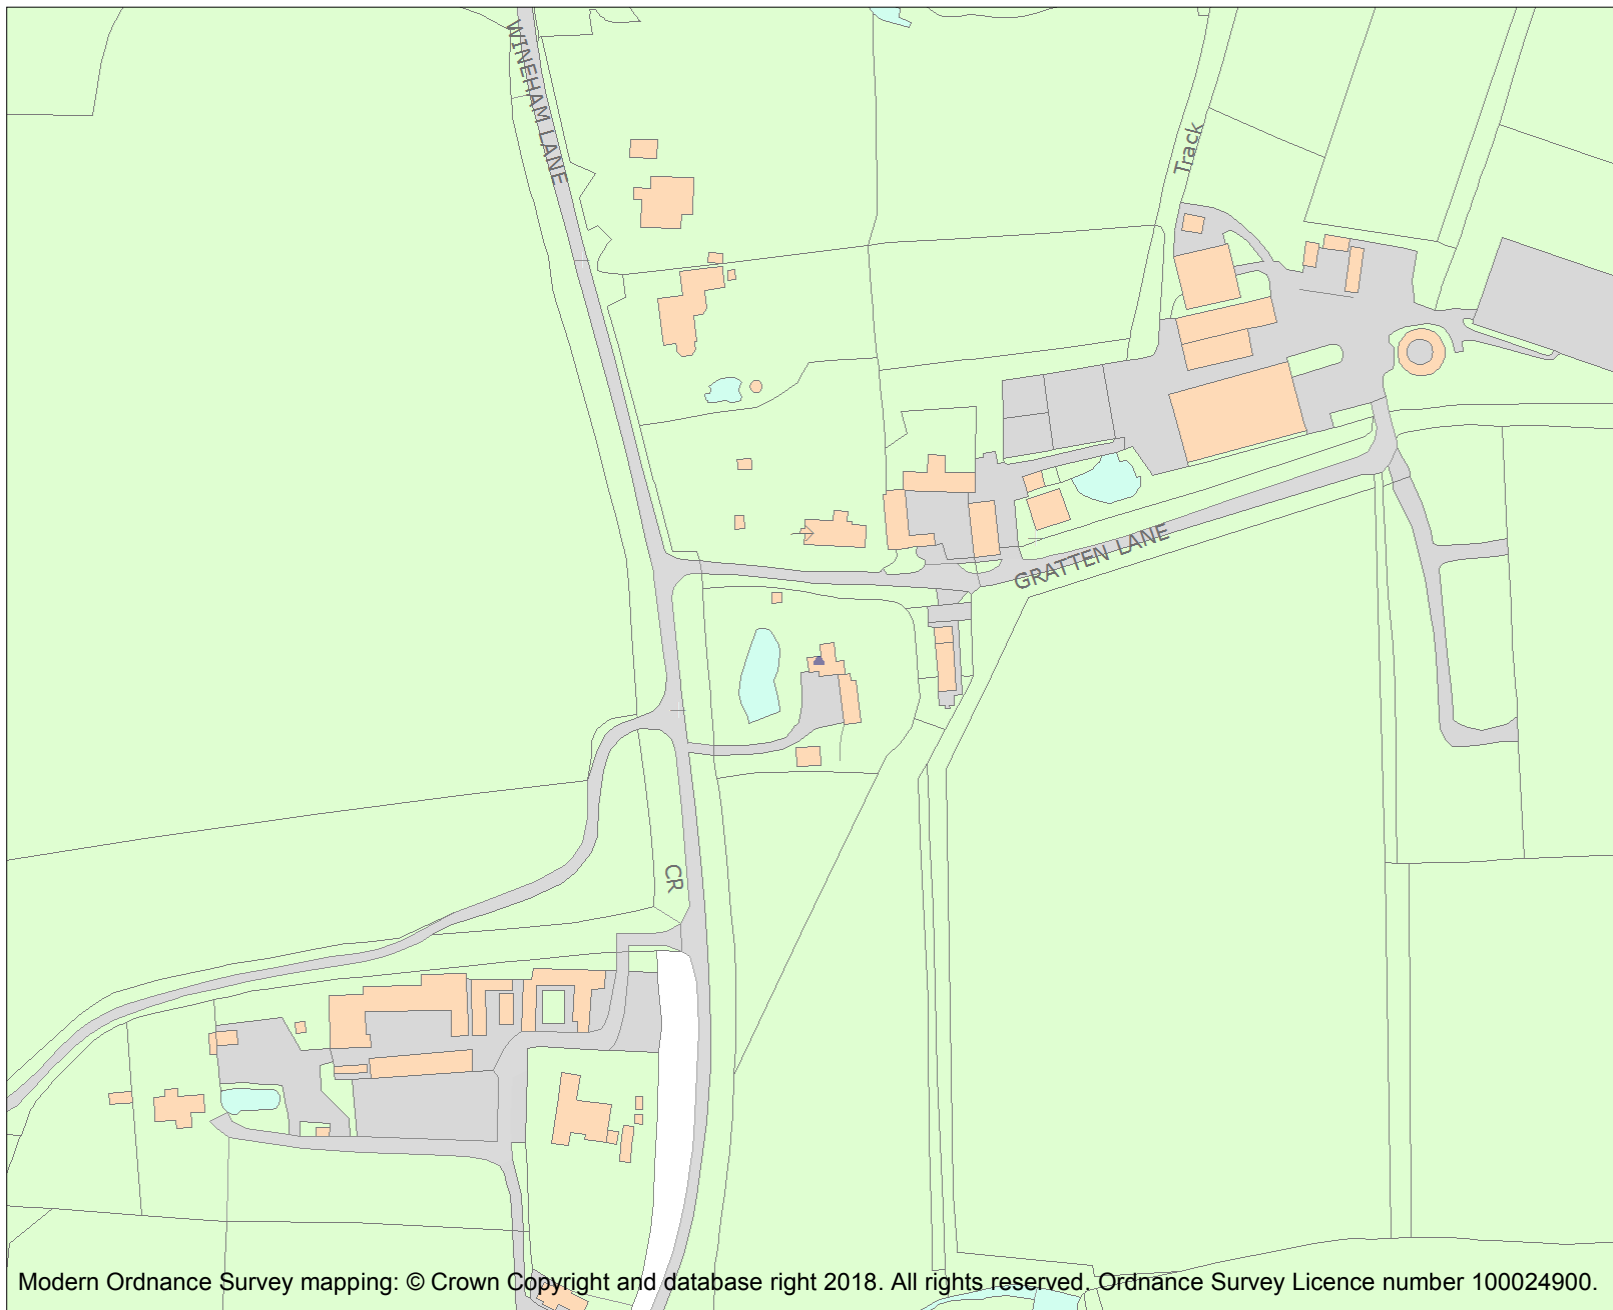 WINEHAM LANE
Track
GRATTEN LANE
CR
Modern Ordnance Survey mapping: © Crown Copyright and database right 2018. All rights reserved. Ordnance Survey Licence number 100024900.